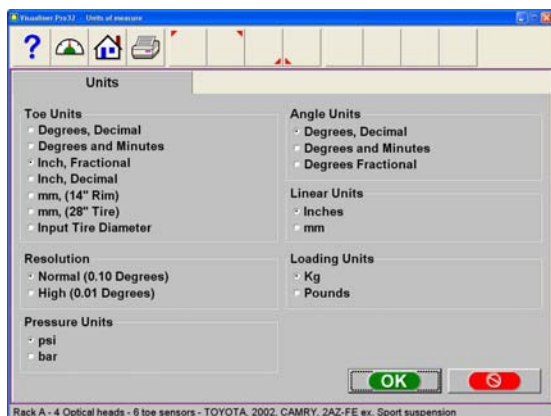 Visualiner Pro32 - Units of measure
?
Units
Toe Units
Degrees, Decimal
Degrees and Minutes
Inch, Fractional
Inch, Decimal
mm, (14" Rim)
mm, (28" Tire)
Input Tire Diameter
Resolution
Normal (0.10 Degrees)
High (0.01 Degrees)
Pressure Units
psi
bar
Angle Units
Degrees, Decimal
Degrees and Minutes
Degrees Fractional
Linear Units
Inches
mm
Loading Units
Kg
Pounds
OK
Rack A - 4 Optical heads - 6 toe sensors - TOYOTA, 2002, CAMRY, 2AZ-FE ex. Sport suspension